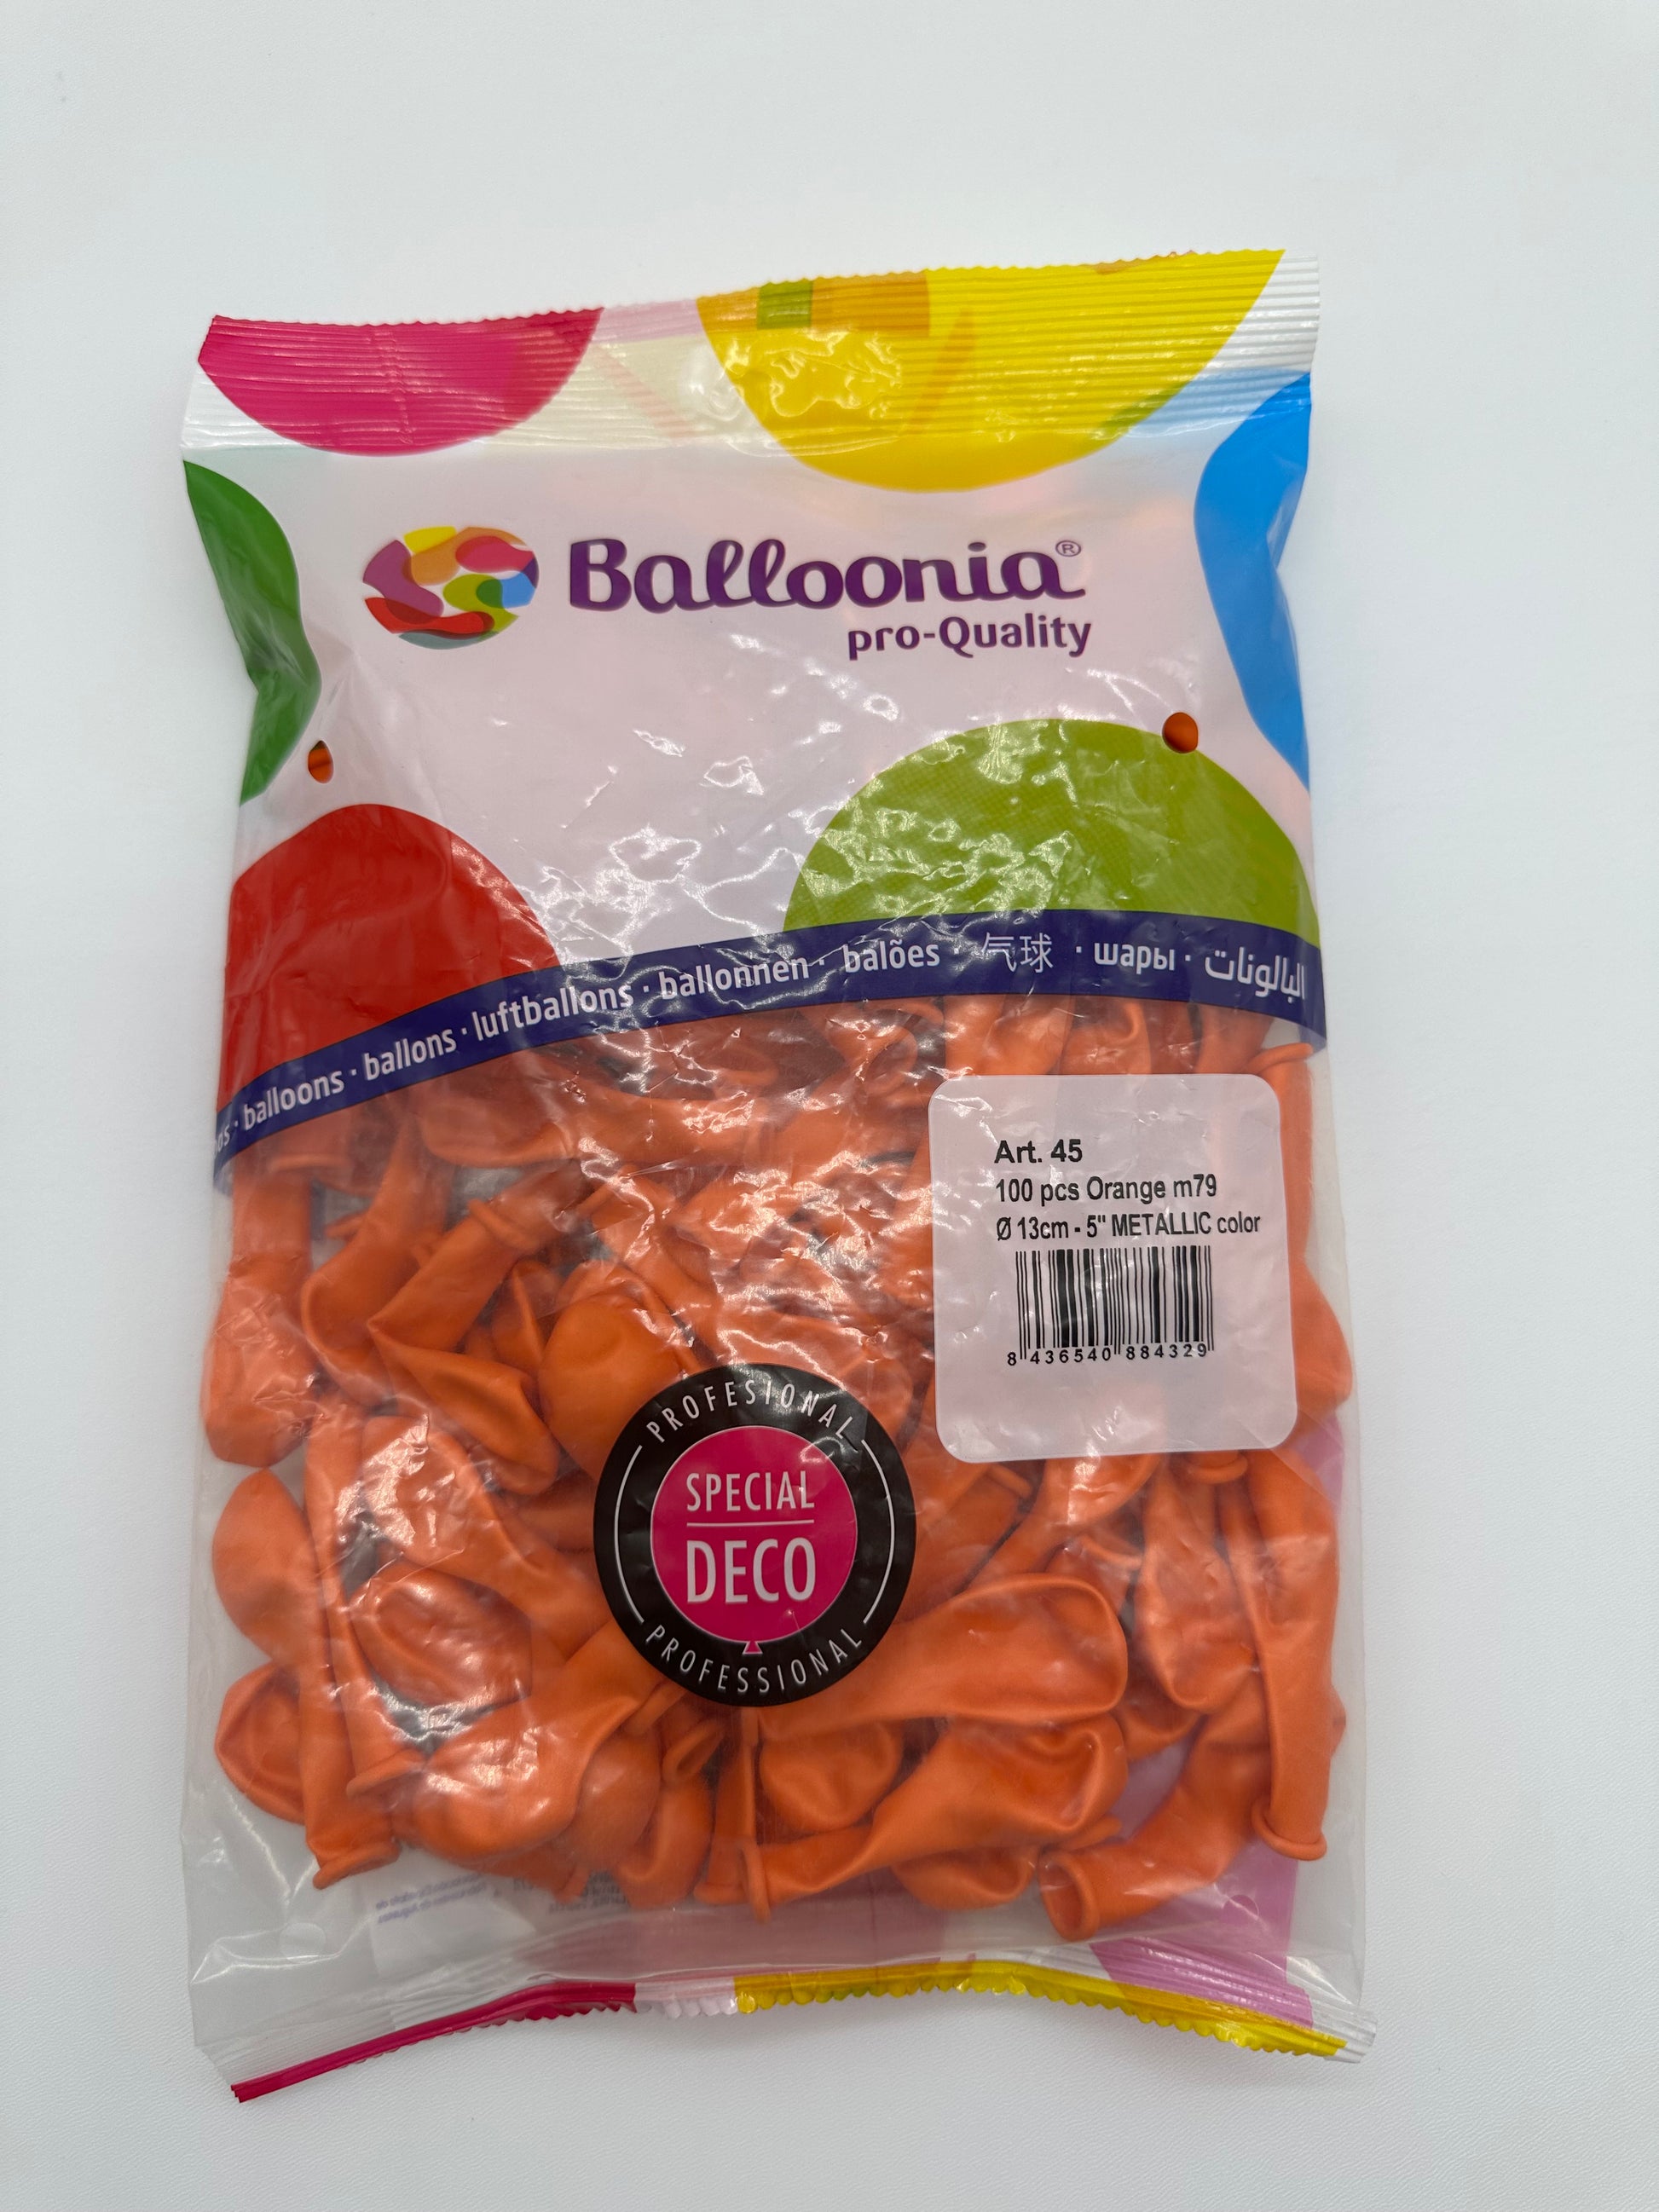 Balloonia®
pro-Quality
· balloons · ballons · luftballons · ballonnen · balões · 气球 · шары · البالونات
Art. 45
100 pcs Orange m79
Ø 13cm - 5" METALLIC color
8 436540 884329
PROFESIONAL
SPECIAL
DECO
PROFESSIONAL